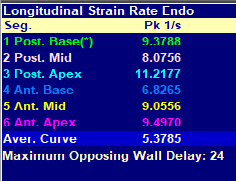 Longitudinal Strain Rate Endo
Seg. Pk 1/s
1 Post. Base(*) 9.3788
2 Post. Mid 8.0756
3 Post. Apex 11.2177
4 Ant. Base 6.8265
5 Ant. Mid 9.0556
6 Ant. Apex 9.4970
Aver. Curve 5.3785
Maximum Opposing Wall Delay: 24